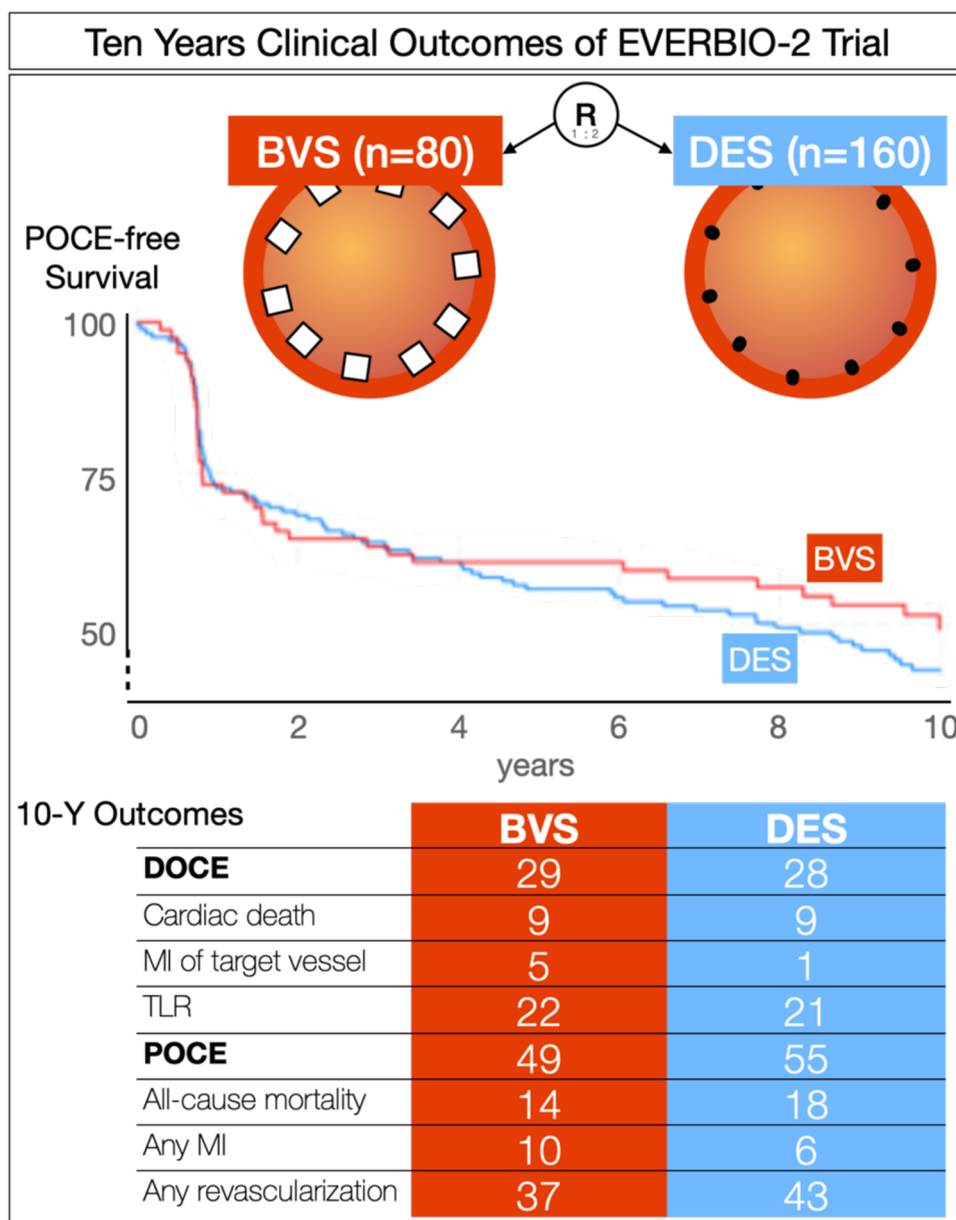 Ten Years Clinical Outcomes of EVERBIO-2 Trial
R
1 : 2
BVS (n=80)
DES (n=160)
POCE-free
Survival
100
75
50
BVS
DES
0 2 4 6 8 10
years
10-Y Outcomes BVS DES
DOCE 29 28
Cardiac death 9 9
MI of target vessel 5 1
TLR 22 21
POCE 49 55
All-cause mortality 14 18
Any MI 10 6
Any revascularization 37 43